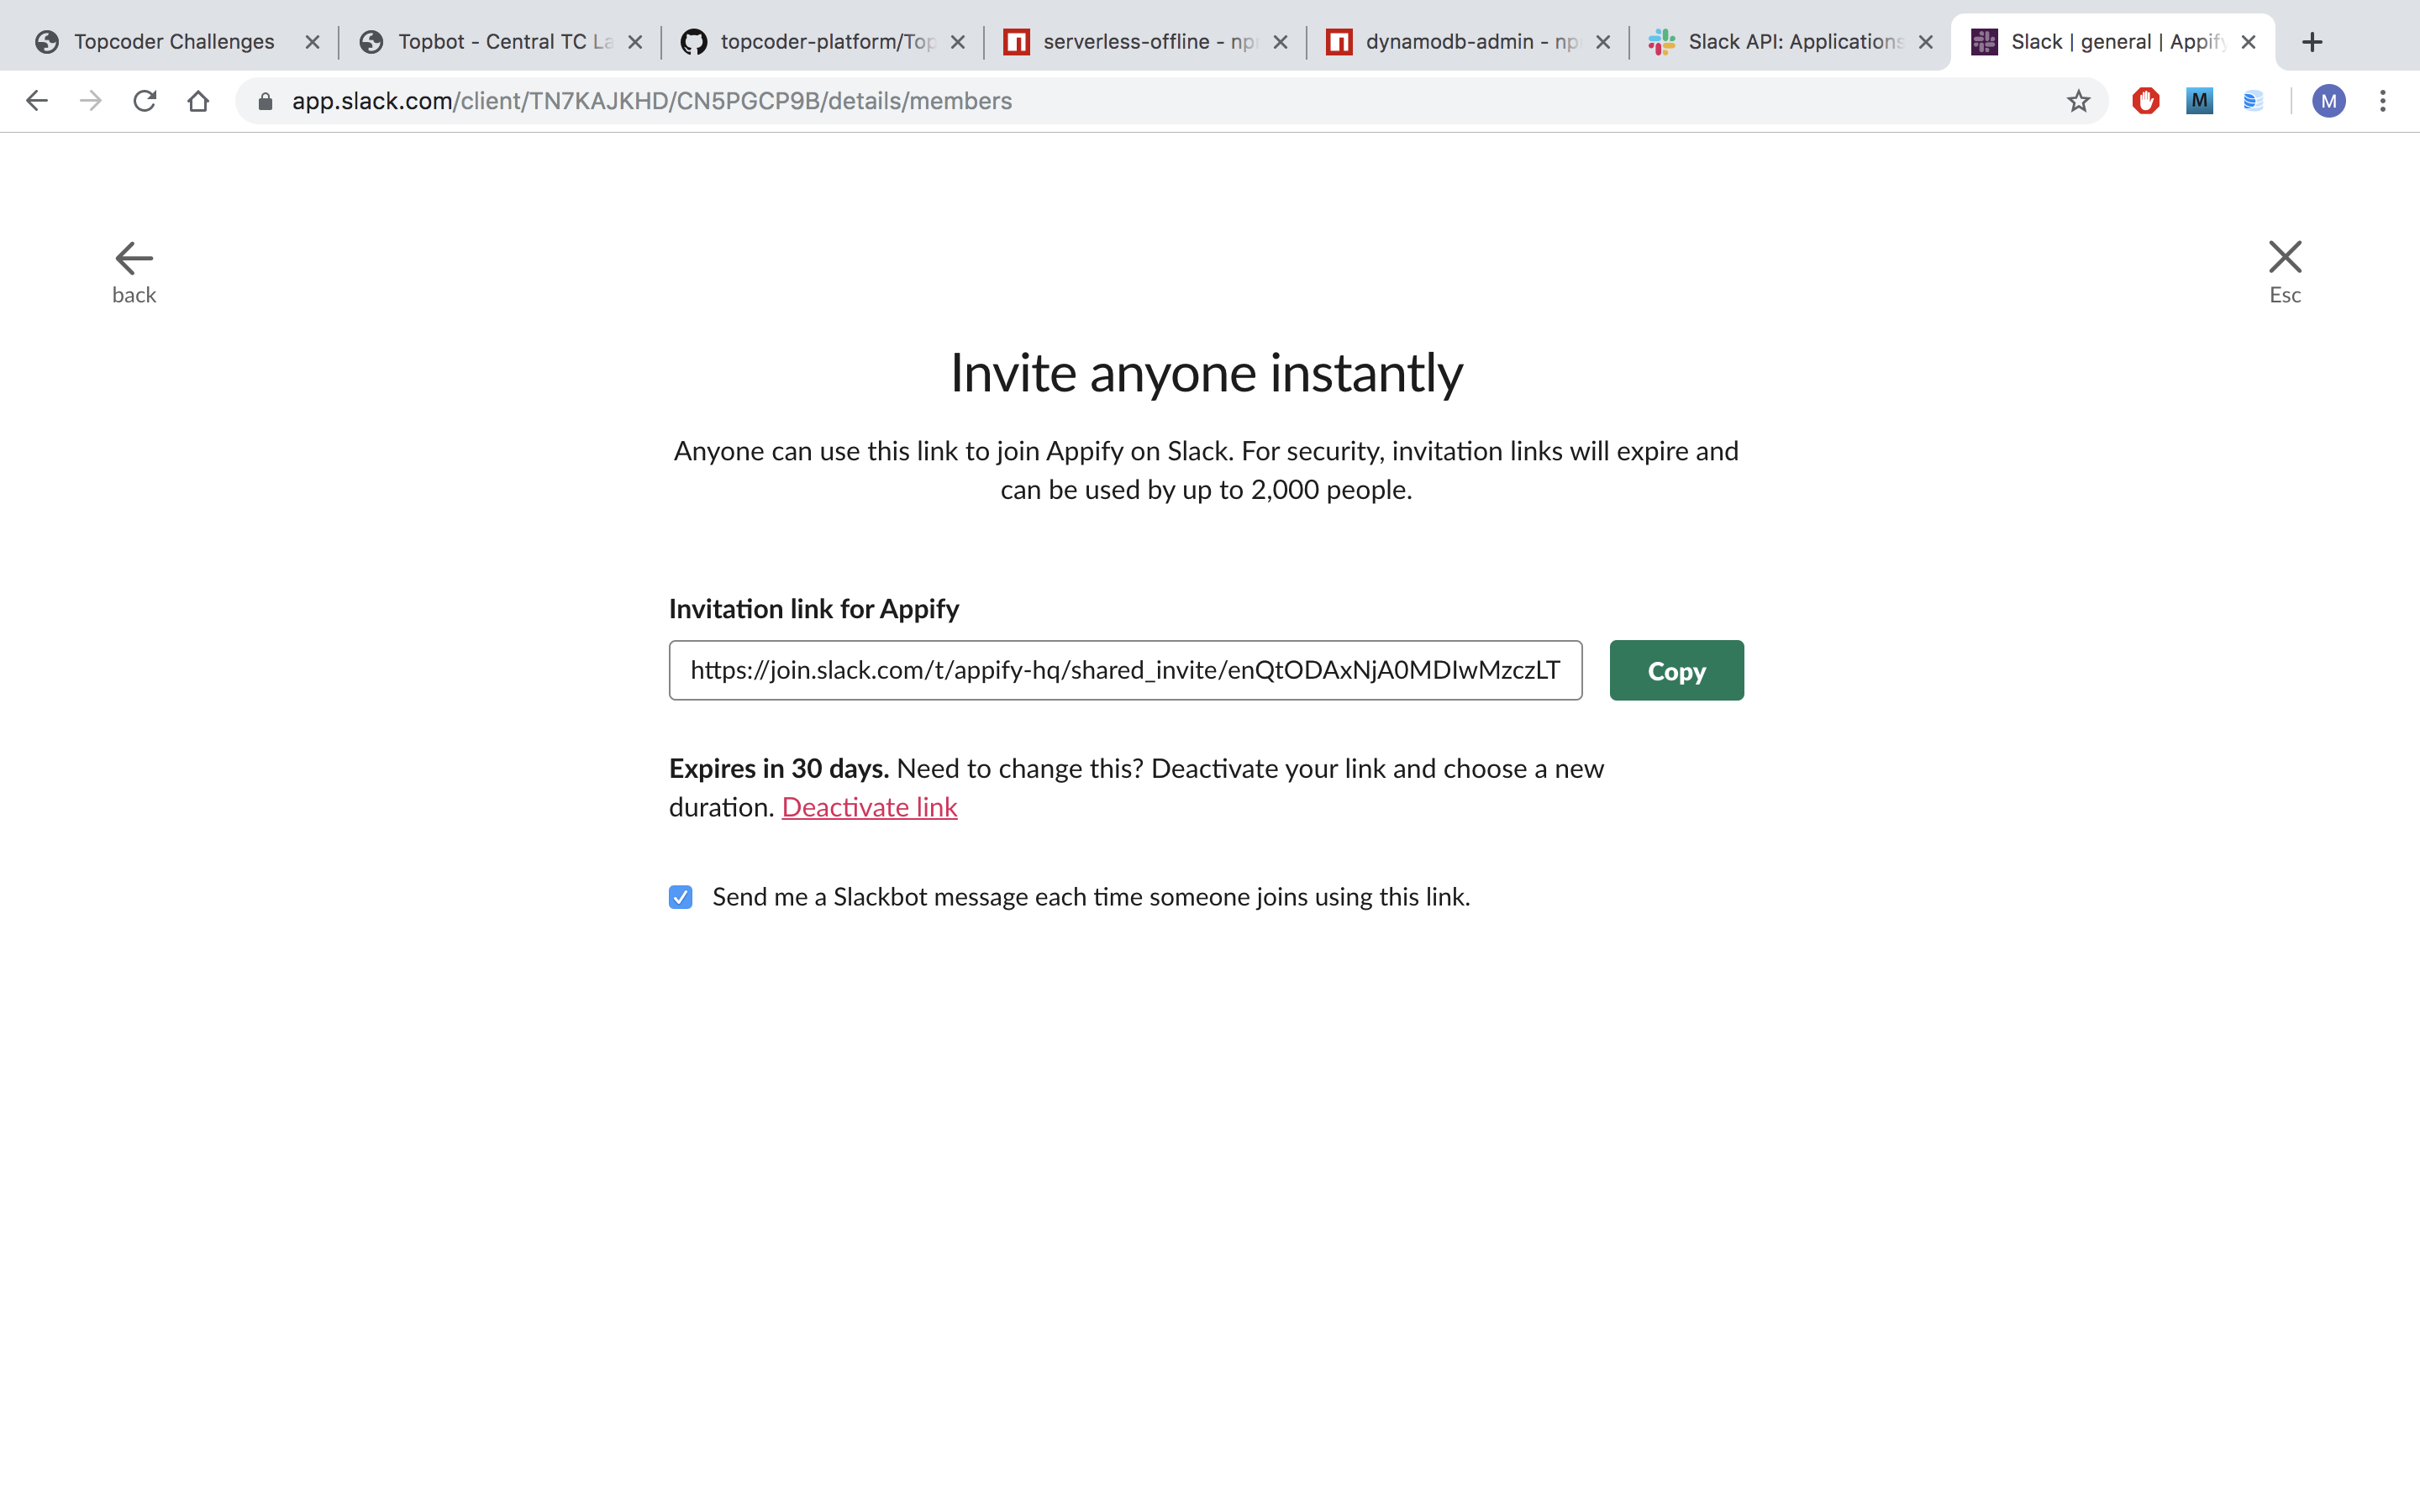 Topcoder Challenges
Topbot - Central TC La
topcoder-platform/Top
serverless-offline - np
dynamodb-admin - np
Slack API: Applications
Slack | general | Appify
app.slack.com/client/TN7KAJKHD/CN5PGCP9B/details/members
M
M
back
Esc
Invite anyone instantly
Anyone can use this link to join Appify on Slack. For security, invitation links will expire and
can be used by up to 2,000 people.
Invitation link for Appify
https://join.slack.com/t/appify-hq/shared_invite/enQtODAxNjA0MDIwMzczLT
Copy
Expires in 30 days. Need to change this? Deactivate your link and choose a new
duration. Deactivate link
Send me a Slackbot message each time someone joins using this link.